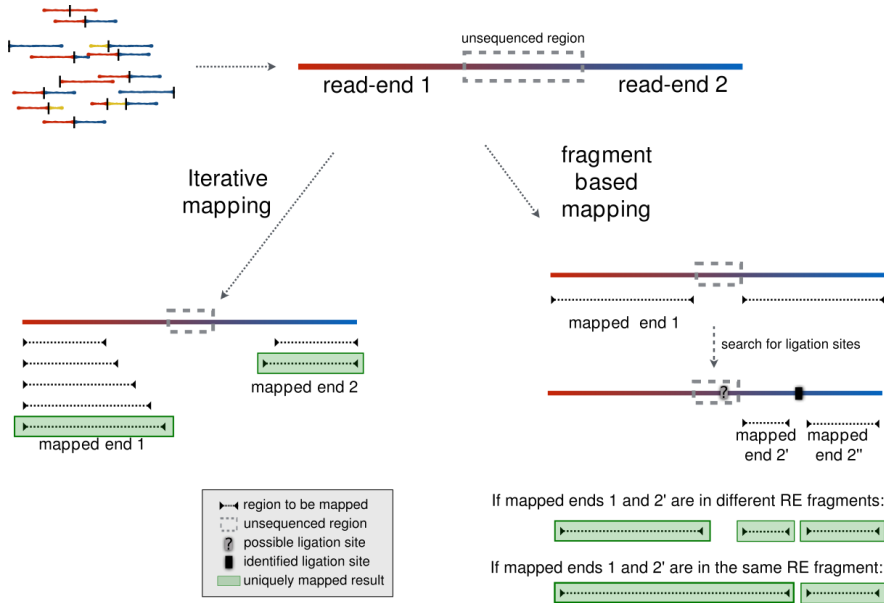 unsequenced region
read-end 1
read-end 2
Iterative
mapping
fragment
based
mapping
mapped end 1
search for ligation sites
?
mapped end 2
mapped end 1
mapped
end 2'
mapped
end 2''
region to be mapped
unsequenced region
? possible ligation site
identified ligation site
uniquely mapped result
If mapped ends 1 and 2' are in different RE fragments:
If mapped ends 1 and 2' are in the same RE fragment: